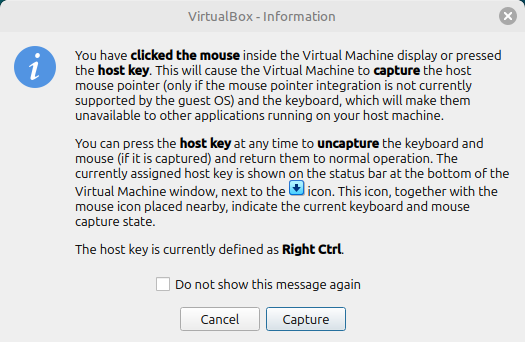 VirtualBox - Information
You have clicked the mouse inside the Virtual Machine display or pressed
the host key. This will cause the Virtual Machine to capture the host
mouse pointer (only if the mouse pointer integration is not currently
supported by the guest OS) and the keyboard, which will make them
unavailable to other applications running on your host machine.
You can press the host key at any time to uncapture the keyboard and
mouse (if it is captured) and return them to normal operation. The
currently assigned host key is shown on the status bar at the bottom of the
Virtual Machine window, next to the icon. This icon, together with the
mouse icon placed nearby, indicate the current keyboard and mouse
capture state.
The host key is currently defined as Right Ctrl.
Do not show this message again
Cancel Capture